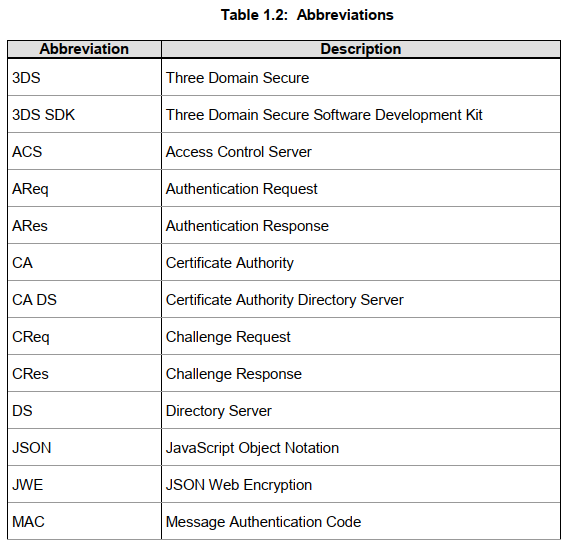 Table 1.2: Abbreviations
Abbreviation Description
3DS Three Domain Secure
3DS SDK Three Domain Secure Software Development Kit
ACS Access Control Server
AReq Authentication Request
ARes Authentication Response
CA Certificate Authority
CA DS Certificate Authority Directory Server
CReq Challenge Request
CRes Challenge Response
DS Directory Server
JSON JavaScript Object Notation
JWE JSON Web Encryption
MAC Message Authentication Code